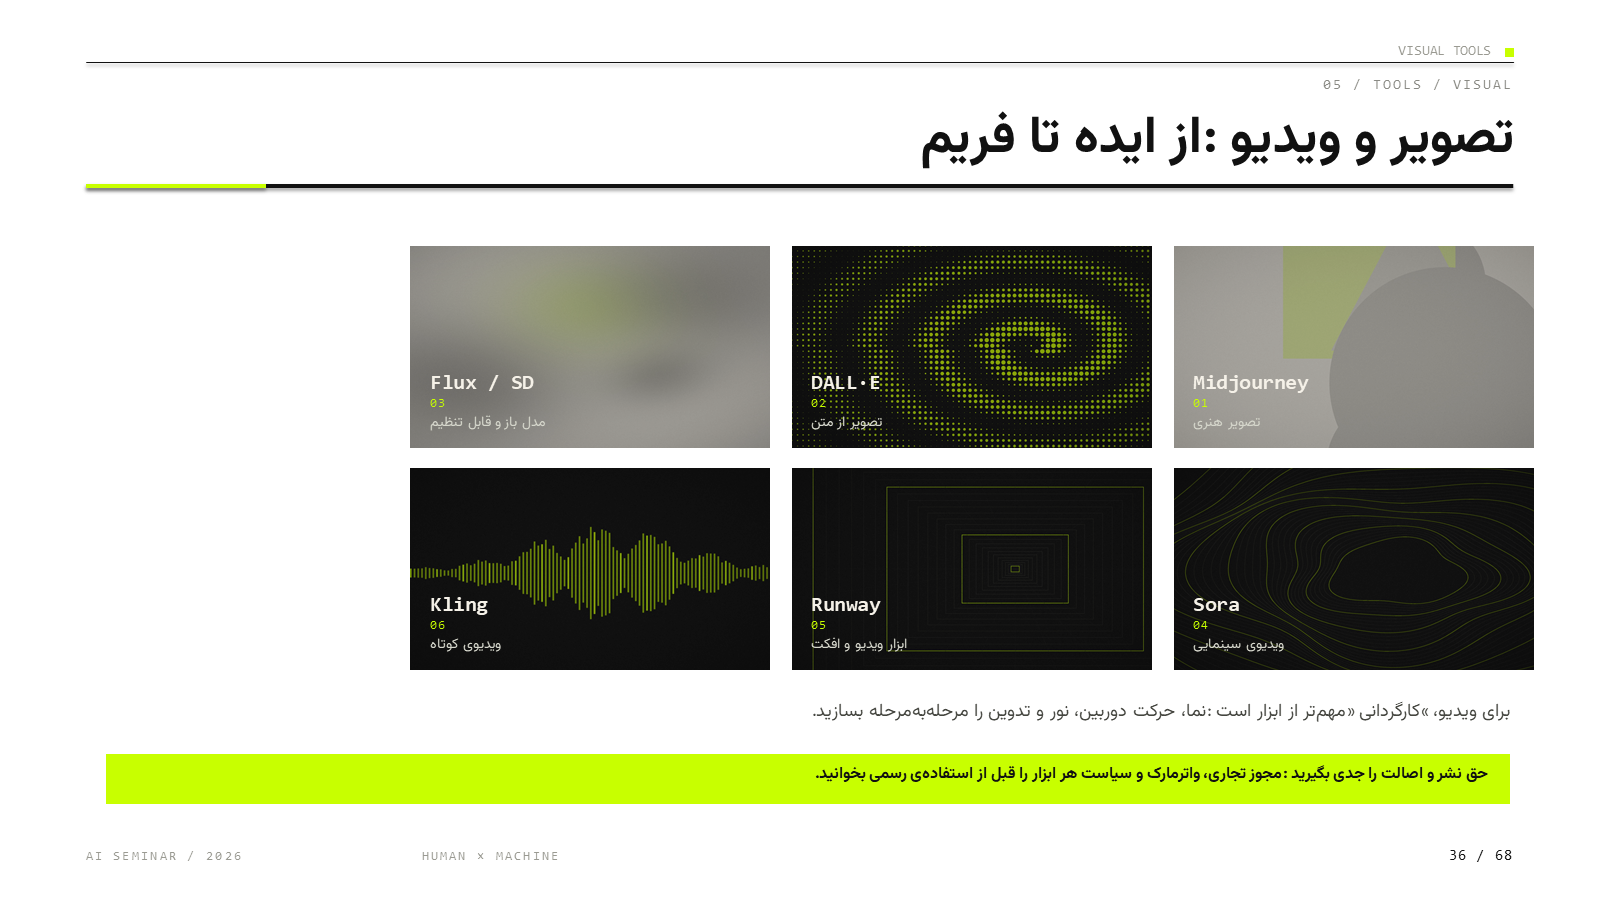 VISUAL TOOLS
05 / TOOLS / VISUAL
تصویر و ویدیو :از ایده تا فریم
Midjourney
01
تصویر هنری
DALL·E
02
تصویر از متن
Flux / SD
03
مدل باز و قابل تنظیم
Sora
04
ویدیوی سینمایی
Runway
05
ابزار ویدیو و افکت
Kling
06
ویدیوی کوتاه
برای ویدیو، «کارگردانی »مهم‌تر از ابزار است :نما، حرکت دوربین، نور و تدوین را مرحله‌به‌مرحله بسازید.
حق نشر و اصالت را جدی بگیرید :مجوز تجاری، واترمارک و سیاست هر ابزار را قبل از استفاده‌ی رسمی بخوانید.
AI SEMINAR / 2026
HUMAN × MACHINE
36 / 68